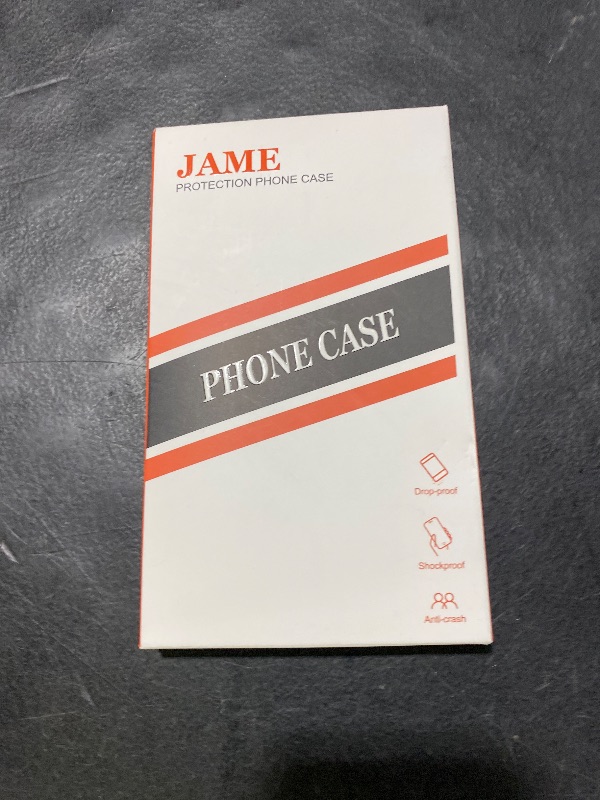 JAME
PROTECTION PHONE CASE
PHONE CASE
Drop-proof
Shockproof
Anti-crash